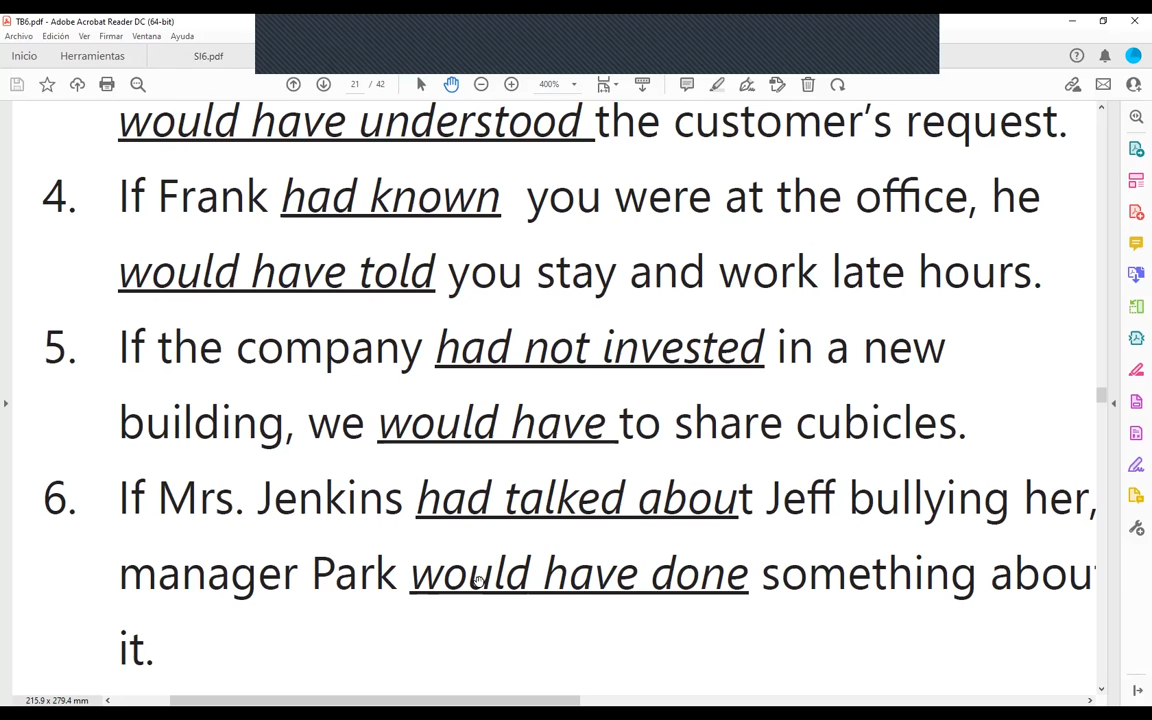 TB6.pdf - Adobe Acrobat Reader DC (64-bit)
Archivo Edición Ver Firmar Ventana Ayuda
Inicio Herramientas SI6.pdf
21 / 42 400%
would have understood the customer's request.
4. If Frank had known you were at the office, he
would have told you stay and work late hours.
5. If the company had not invested in a new
building, we would have to share cubicles.
6. If Mrs. Jenkins had talked about Jeff bullying her,
manager Park would have done something about
it.
215.9 x 279.4 mm